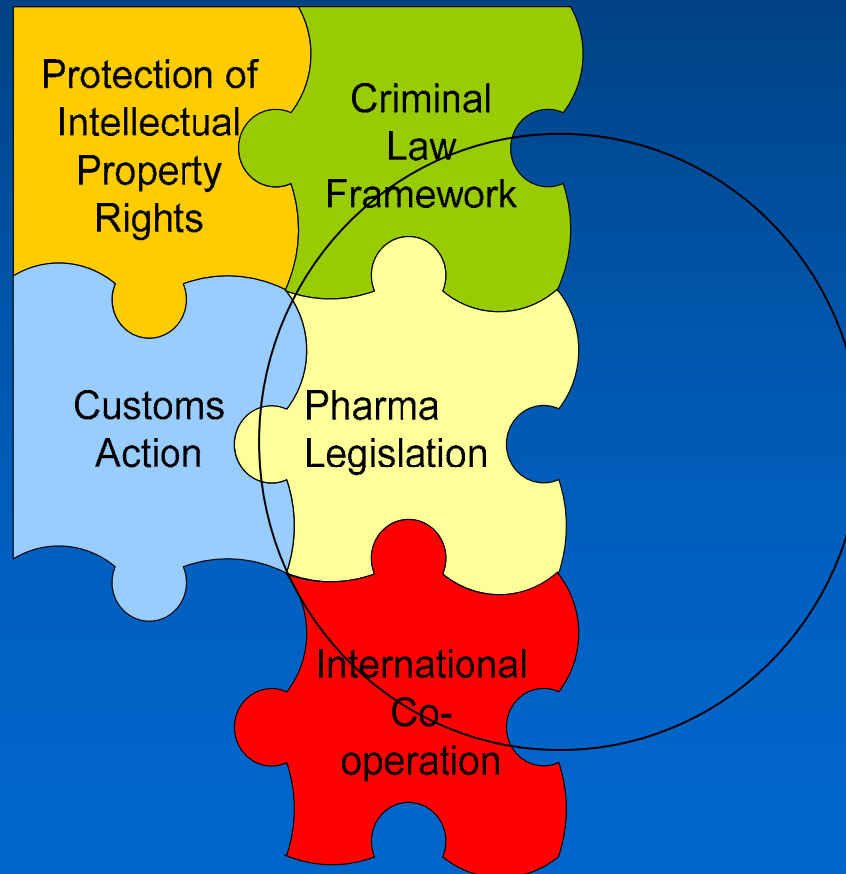 Protection of
Intellectual
Property
Rights
Criminal
Law
Framework
Customs
Action
Pharma
Legislation
International
Co-
operation